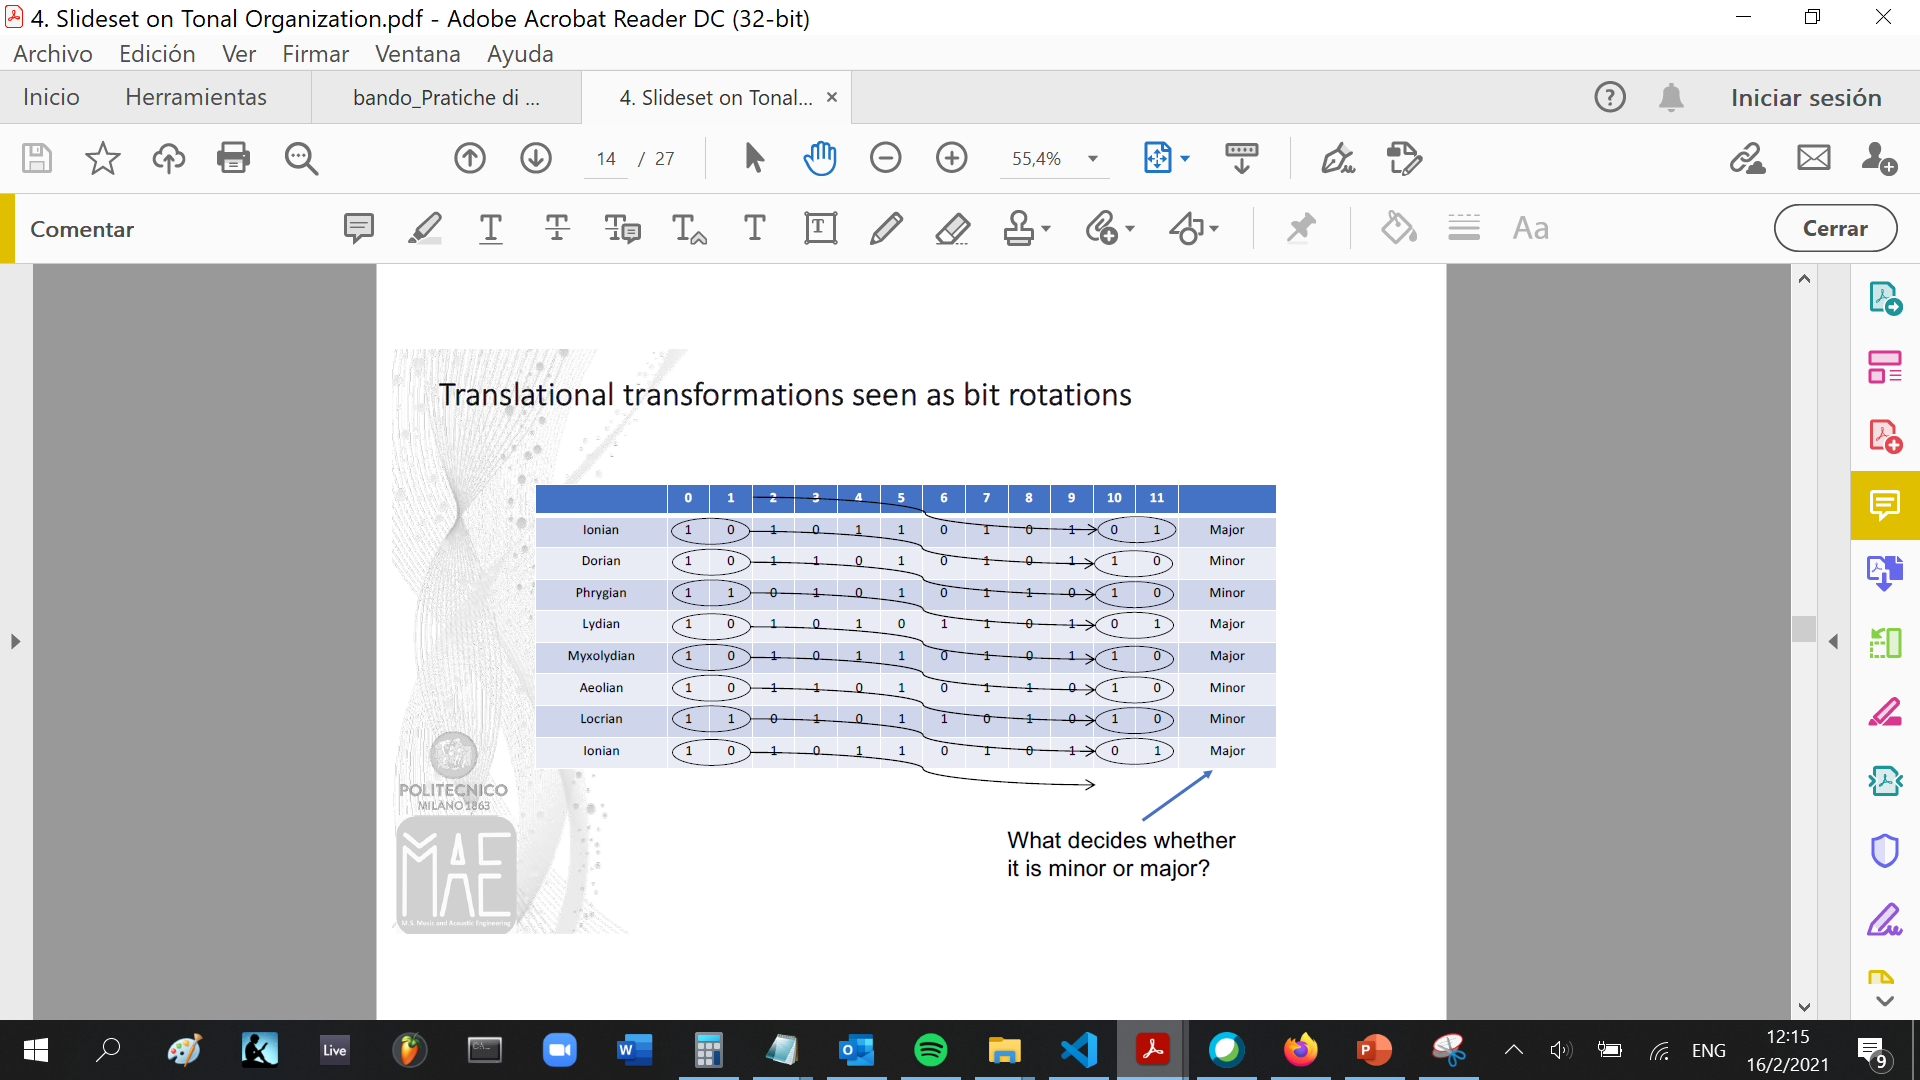 4. Slideset on Tonal Organization.pdf - Adobe Acrobat Reader DC (32-bit)
Archivo Edición Ver Firmar Ventana Ayuda
Inicio Herramientas bando_Pratiche di ... 4. Slideset on Tonal... × ? Iniciar sesión
14 / 27 55,4%
Comentar Aa Cerrar
Translational transformations seen as bit rotations
0 1 2 3 4 5 6 7 8 9 10 11
Ionian 1 0 1 0 1 1 0 1 0 1 0 1 Major
Dorian 1 0 1 1 0 1 0 1 0 1 1 0 Minor
Phrygian 1 1 0 1 0 1 0 1 1 0 1 0 Minor
Lydian 1 0 1 0 1 0 1 1 0 1 0 1 Major
Myxolydian 1 0 1 0 1 1 0 1 0 1 1 0 Major
Aeolian 1 0 1 1 0 1 0 1 1 0 1 0 Minor
Locrian 1 1 0 1 0 1 1 0 1 0 1 0 Minor
Ionian 1 0 1 0 1 1 0 1 0 1 0 1 Major
POLITECNICO
MILANO 1863
MAE
M.S. Music and Acoustic Engineering
What decides whether
it is minor or major?
Live
ENG
12:15
16/2/2021
9